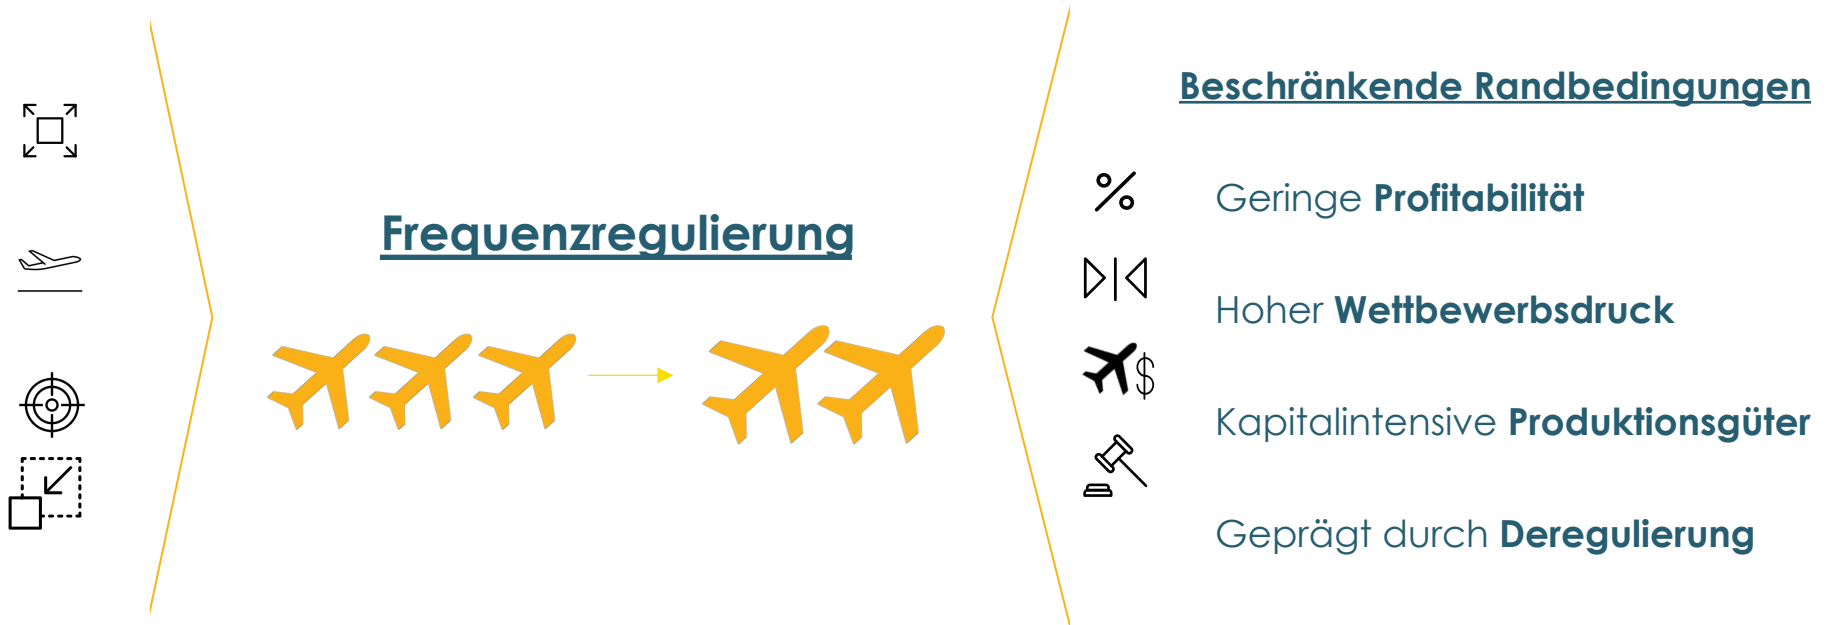 Beschränkende Randbedingungen
Geringe Profitabilität
Frequenzregulierung
Hoher Wettbewerbsdruck
Kapitalintensive Produktionsgüter
Geprägt durch Deregulierung